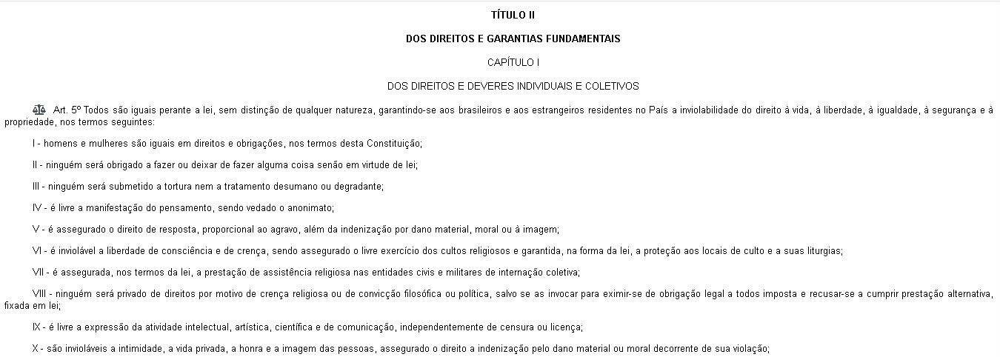 TÍTULO II
DOS DIREITOS E GARANTIAS FUNDAMENTAIS
CAPÍTULO I
DOS DIREITOS E DEVERES INDIVIDUAIS E COLETIVOS
Art. 5º Todos são iguais perante a lei, sem distinção de qualquer natureza, garantindo-se aos brasileiros e aos estrangeiros residentes no País a inviolabilidade do direito à vida, à liberdade, à igualdade, à segurança e à
propriedade, nos termos seguintes:
I - homens e mulheres são iguais em direitos e obrigações, nos termos desta Constituição;
II - ninguém será obrigado a fazer ou deixar de fazer alguma coisa senão em virtude de lei;
III - ninguém será submetido a tortura nem a tratamento desumano ou degradante;
IV - é livre a manifestação do pensamento, sendo vedado o anonimato;
V - é assegurado o direito de resposta, proporcional ao agravo, além da indenização por dano material, moral ou à imagem;
VI - é inviolável a liberdade de consciência e de crença, sendo assegurado o livre exercício dos cultos religiosos e garantida, na forma da lei, a proteção aos locais de culto e a suas liturgias;
VII - é assegurada, nos termos da lei, a prestação de assistência religiosa nas entidades civis e militares de internação coletiva;
VIII - ninguém será privado de direitos por motivo de crença religiosa ou de convicção filosófica ou política, salvo se as invocar para eximir-se de obrigação legal a todos imposta e recusar-se a cumprir prestação alternativa,
fixada em lei;
IX - é livre a expressão da atividade intelectual, artística, científica e de comunicação, independentemente de censura ou licença;
X - são invioláveis a intimidade, a vida privada, a honra e a imagem das pessoas, assegurado o direito a indenização pelo dano material ou moral decorrente de sua violação;